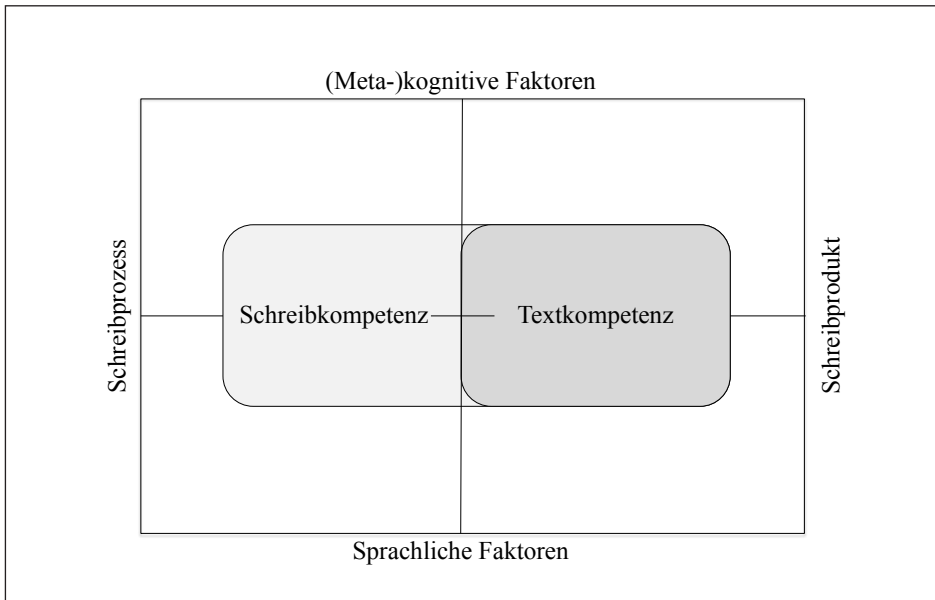 (Meta-)kognitive Faktoren
Schreibprozess
Schreibkompetenz
Textkompetenz
Schreibprodukt
Sprachliche Faktoren